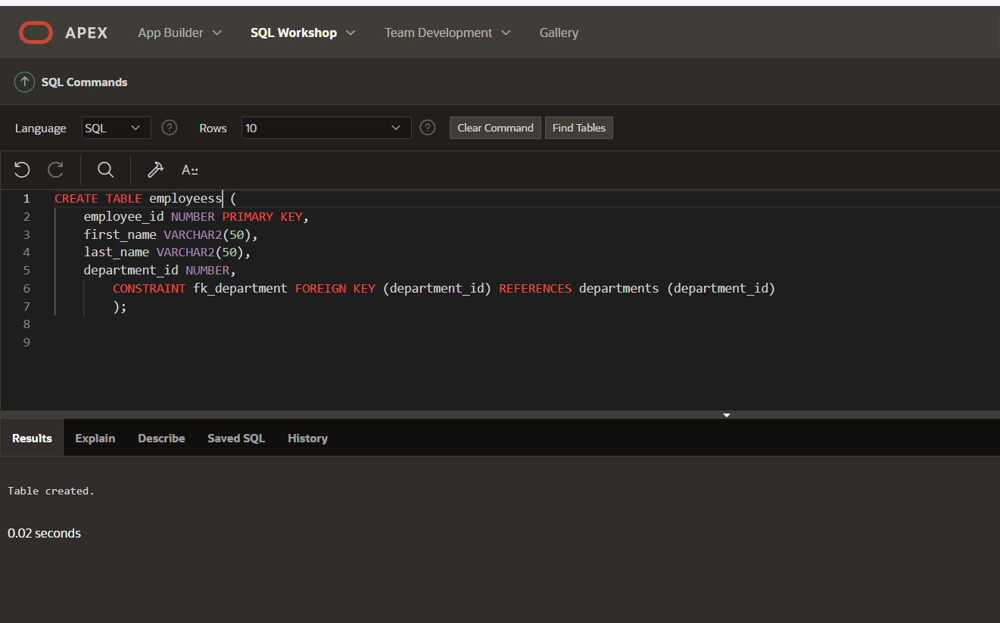 APEX App Builder SQL Workshop Team Development Gallery
SQL Commands
Language SQL ? Rows 10 ? Clear Command Find Tables
A::
1 CREATE TABLE employeess (
2 employee_id NUMBER PRIMARY KEY,
3 first_name VARCHAR2(50),
4 last_name VARCHAR2(50),
5 department_id NUMBER,
6 CONSTRAINT fk_department FOREIGN KEY (department_id) REFERENCES departments (department_id)
7 );
8
9
Results Explain Describe Saved SQL History
Table created.
0.02 seconds